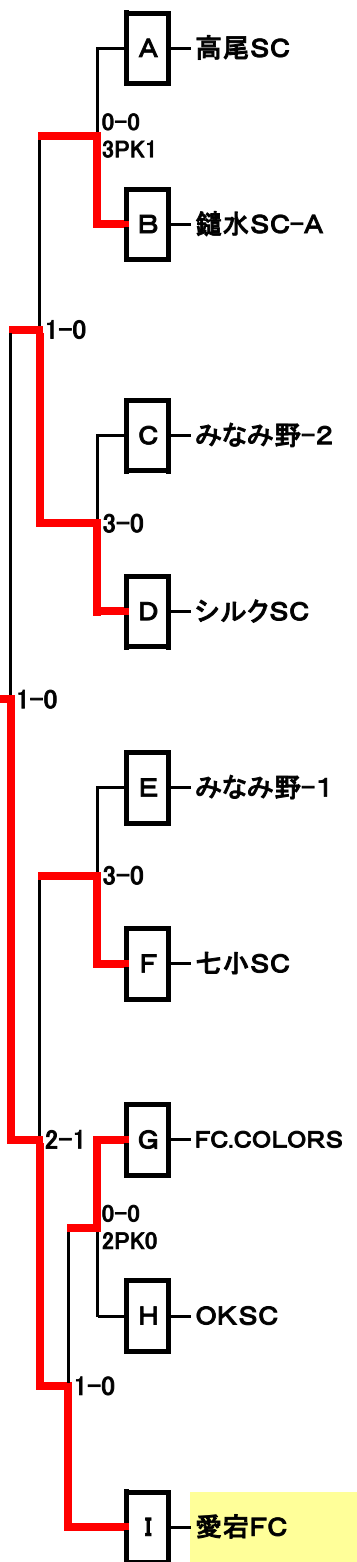 A 高尾SC
0-0
3PK1
B 鑓水SC-A
1-0
C みなみ野-2
3-0
D シルクSC
1-0
E みなみ野-1
3-0
F 七小SC
2-1
G FC.COLORS
0-0
2PK0
H OKSC
1-0
I 愛宕FC